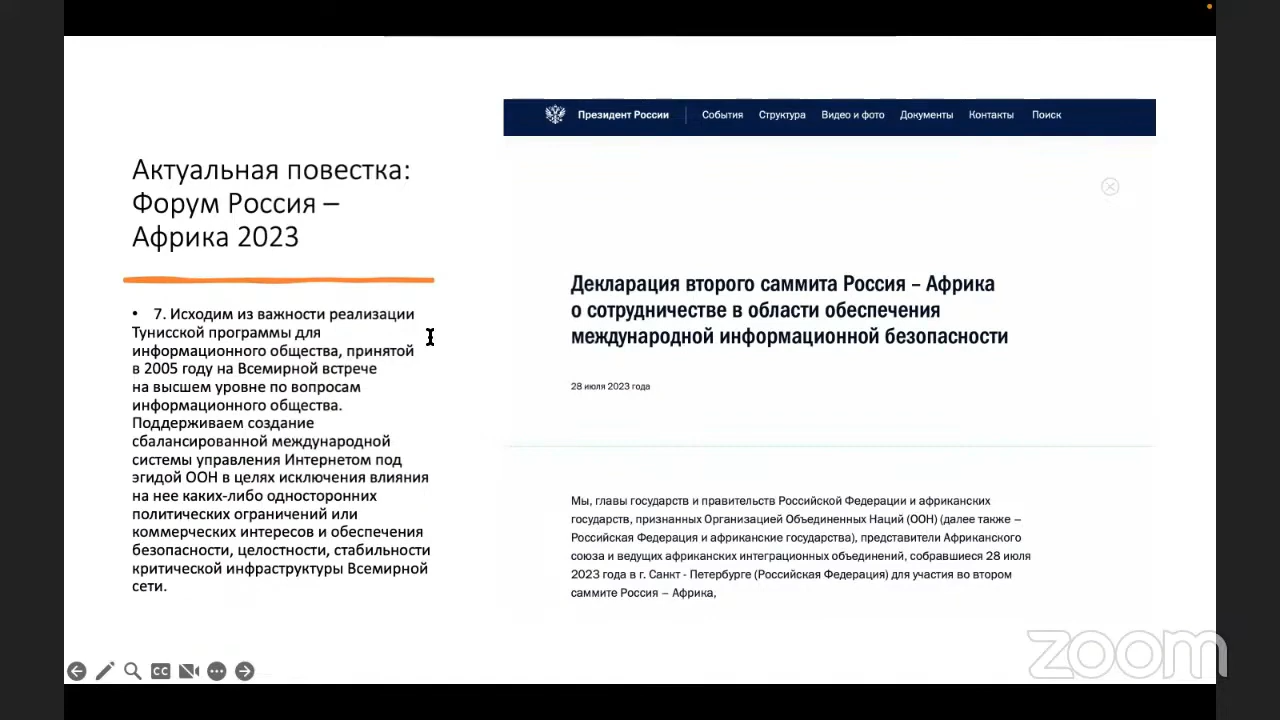 Актуальная повестка:
Форум Россия –
Африка 2023
• 7. Исходим из важности реализации
Тунисской программы для
информационного общества, принятой
в 2005 году на Всемирной встрече
на высшем уровне по вопросам
информационного общества.
Поддерживаем создание
сбалансированной международной
системы управления Интернетом под
эгидой ООН в целях исключения влияния
на нее каких-либо односторонних
политических ограничений или
коммерческих интересов и обеспечения
безопасности, целостности, стабильности
критической инфраструктуры Всемирной
сети.
Президент России События Структура Видео и фото Документы Контакты Поиск
Декларация второго саммита Россия – Африка
о сотрудничестве в области обеспечения
международной информационной безопасности
28 июля 2023 года
Мы, главы государств и правительств Российской Федерации и африканских
государств, признанных Организацией Объединенных Наций (ООН) (далее также –
Российская Федерация и африканские государства), представители Африканского
союза и ведущих африканских интеграционных объединений, собравшиеся 28 июля
2023 года в г. Санкт - Петербурге (Российская Федерация) для участия во втором
саммите Россия – Африка,
CC
zoom